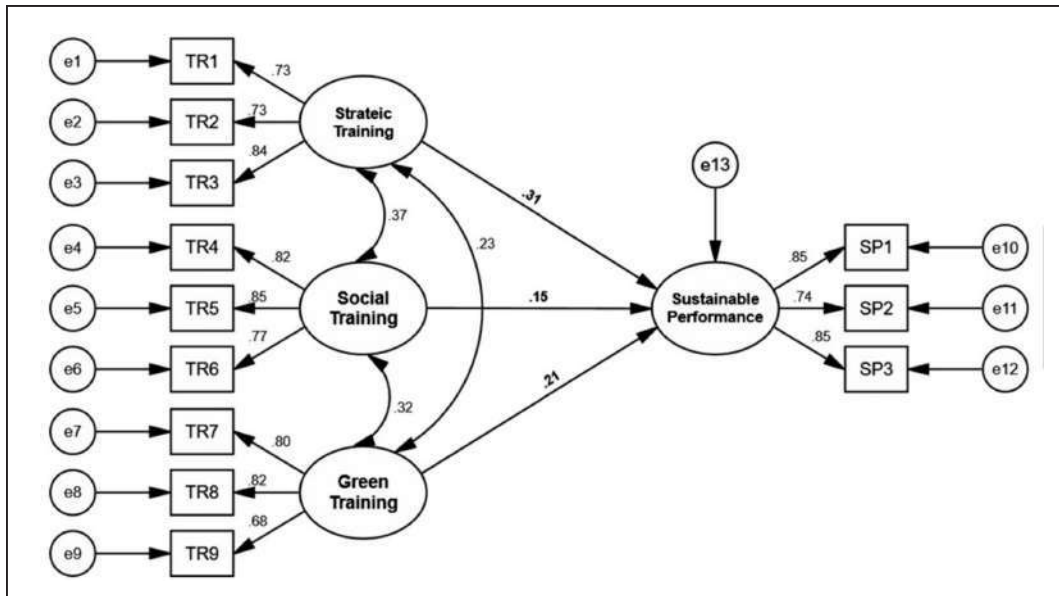 e1
TR1
.73
e2
TR2
.73
Strateic
Training
e3
TR3
.84
e13
.37
.23
.31
e4
TR4
.82
e5
TR5
.85
Social
Training
.15
Sustainable
Performance
.85
SP1
e10
.74
SP2
e11
.85
SP3
e12
e6
TR6
.77
.32
.21
e7
TR7
.80
e8
TR8
.82
Green
Training
e9
TR9
.68